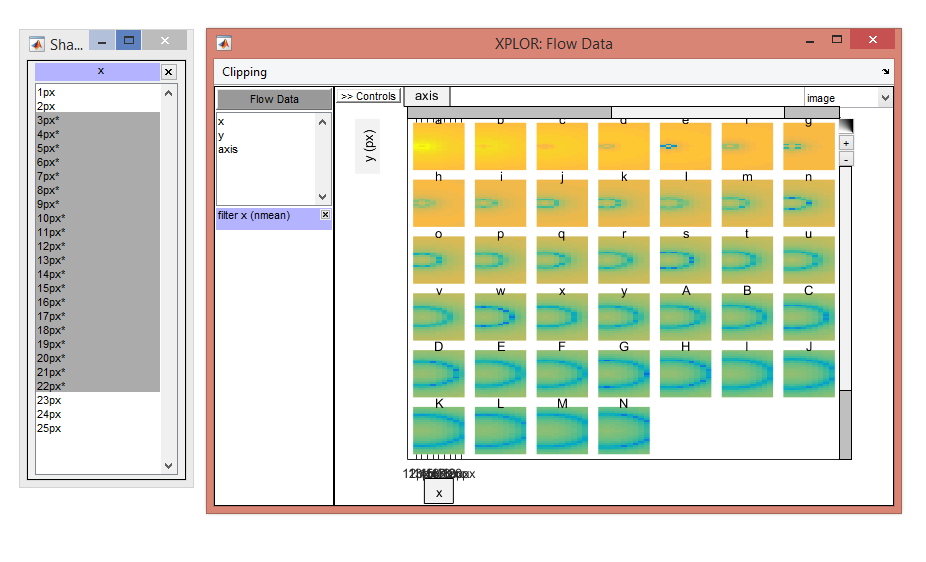 Sha...
x
1px
2px
3px*
4px*
5px*
6px*
7px*
8px*
9px*
10px*
11px*
12px*
13px*
14px*
15px*
16px*
17px*
18px*
19px*
20px*
21px*
22px*
23px
24px
25px
XPLOR: Flow Data
Clipping
Flow Data
x
y
axis
filter x (nmean)
>> Controls
axis
image
y (px)
+
-
a b c d e f g
h i j k l m n
o p q r s t u
v w x y A B C
D E F G H I J
K L M N
x